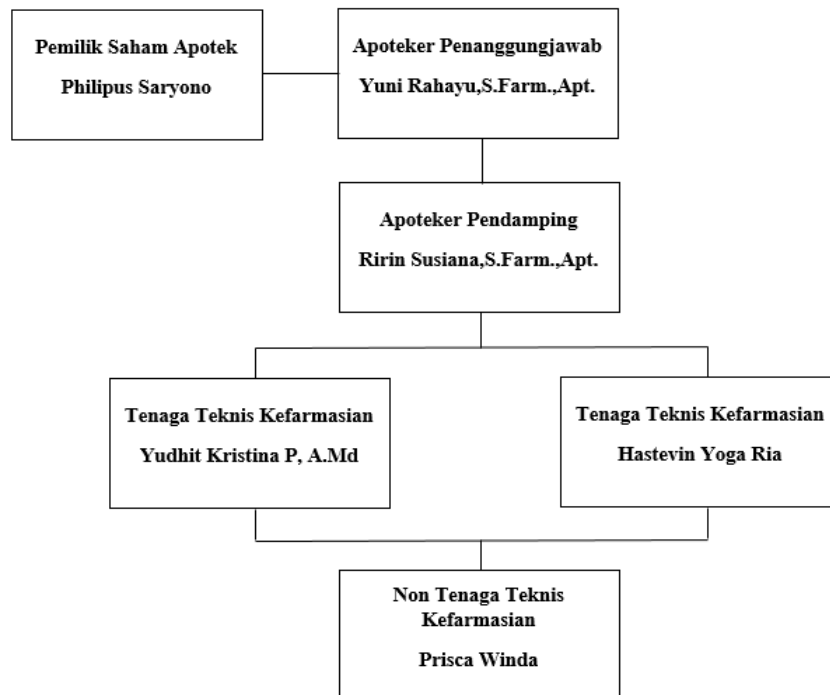 Pemilik Saham Apotek
Philipus Saryono
Apoteker Penanggungjawab
Yuni Rahayu,S.Farm.,Apt.
Apoteker Pendamping
Ririn Susiana,S.Farm.,Apt.
Tenaga Teknis Kefarmasian
Yudhit Kristina P, A.Md
Tenaga Teknis Kefarmasian
Hastevin Yoga Ria
Non Tenaga Teknis
Kefarmasian
Prisca Winda